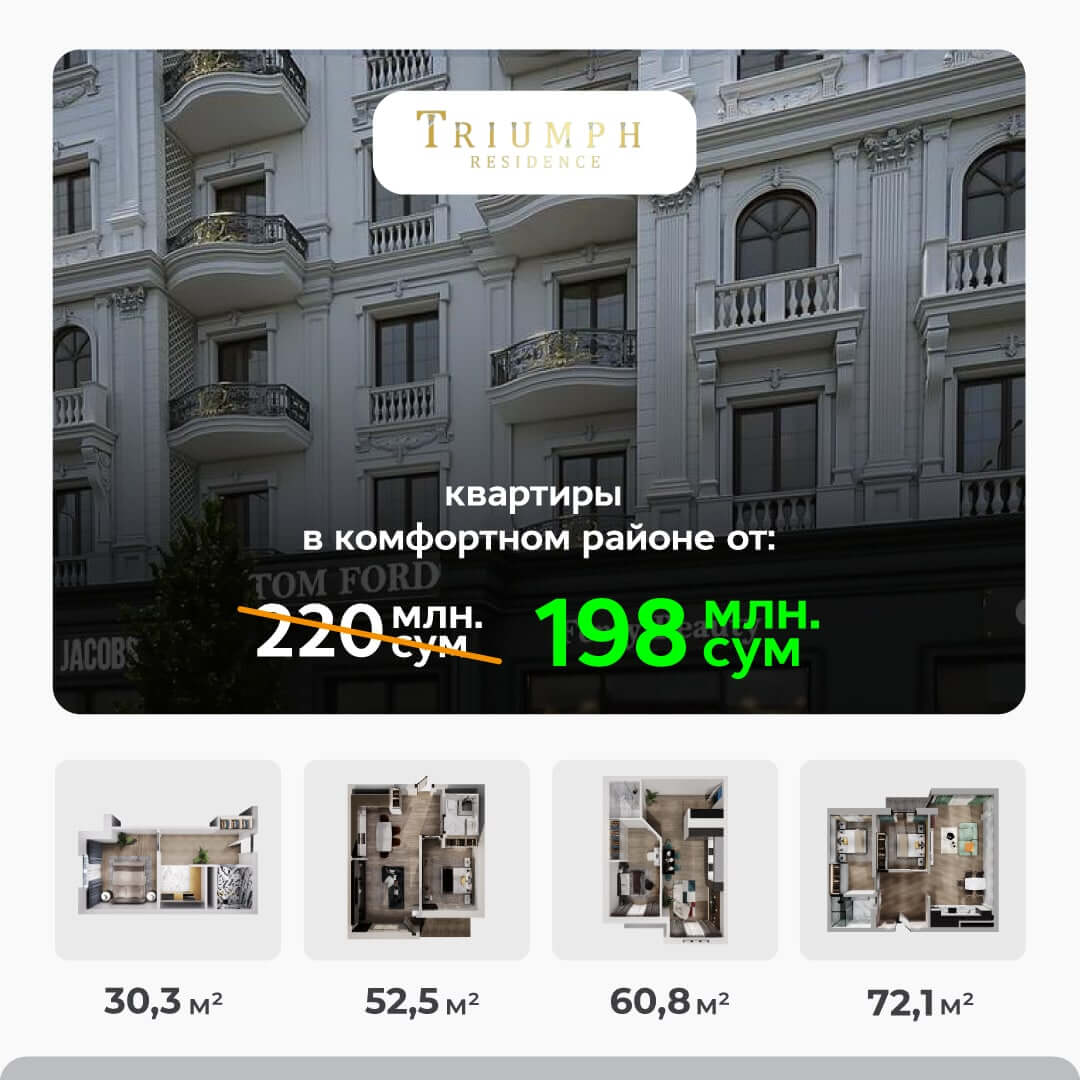 TRIUMPH
RESIDENCE
квартиры
в комфортном районе от:
TOM FORD
220 млн. сум
198 млн. сум
JACOBS
Beauty
30,3 м²
52,5 м²
60,8 м²
72,1 м²